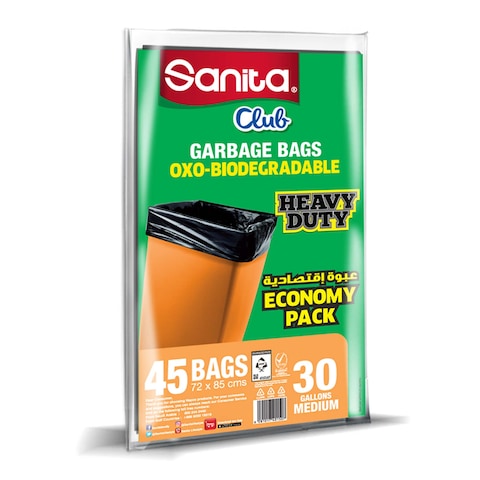 Sanita®
Club
GARBAGE BAGS
OXO-BIODEGRADABLE
HEAVY
DUTY
عبوة إقتصادية
ECONOMY
PACK
45 BAGS
72 x 85 cms
30
GALLONS
MEDIUM